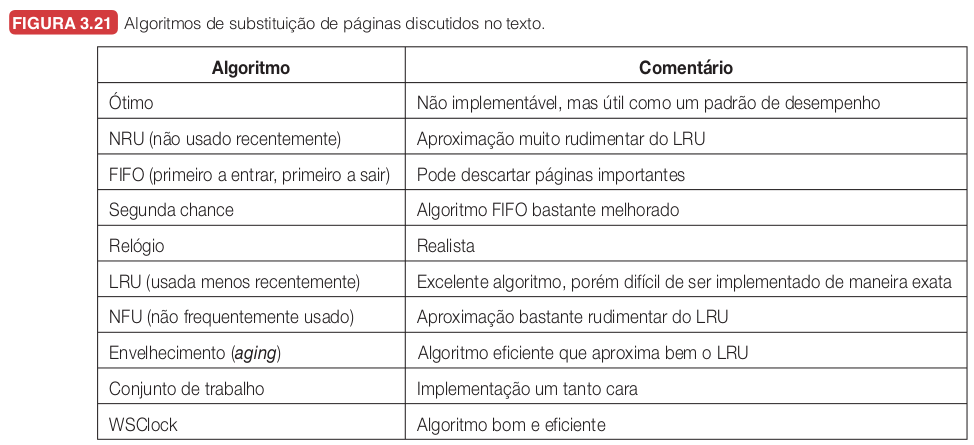 FIGURA 3.21 Algoritmos de substituição de páginas discutidos no texto.
Algoritmo Comentário
Ótimo Não implementável, mas útil como um padrão de desempenho
NRU (não usado recentemente) Aproximação muito rudimentar do LRU
FIFO (primeiro a entrar, primeiro a sair) Pode descartar páginas importantes
Segunda chance Algoritmo FIFO bastante melhorado
Relógio Realista
LRU (usada menos recentemente) Excelente algoritmo, porém difícil de ser implementado de maneira exata
NFU (não frequentemente usado) Aproximação bastante rudimentar do LRU
Envelhecimento (aging) Algoritmo eficiente que aproxima bem o LRU
Conjunto de trabalho Implementação um tanto cara
WSClock Algoritmo bom e eficiente